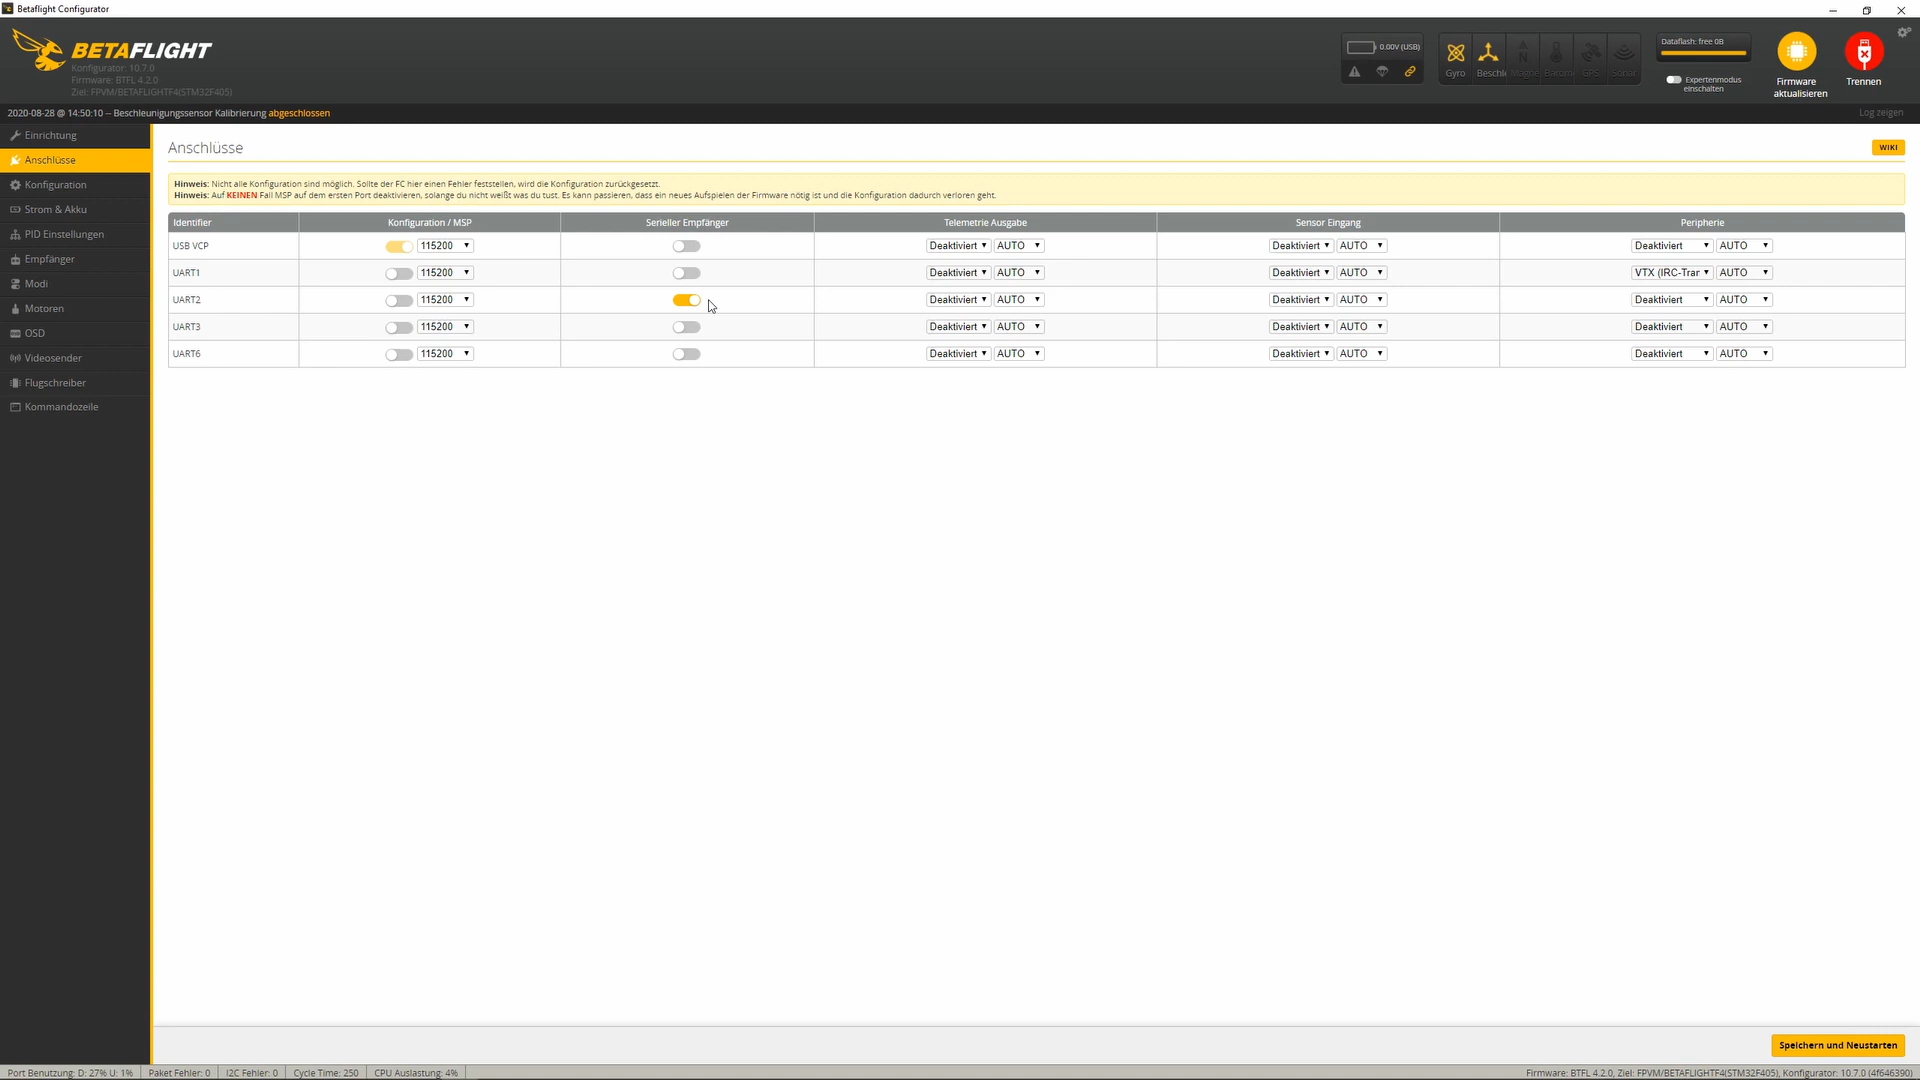 Betaflight Configurator
BETAFLIGHT
Konfigurator: 10.7.0
Firmware: BTFL 4.2.0
Ziel: FPVM/BETAFLIGHTF4(STM32F405)
0.00V (USB)
Gyro Beschle Magne Barom GPS Sonar
Dataflash: free 0B
Expertenmodus
einschalten
Firmware
aktualisieren
Trennen
2020-08-28 @ 14:50:10 -- Beschleunigungssensor Kalibrierung abgeschlossen
Log zeigen
Einrichtung
Anschlüsse
Konfiguration
Strom & Akku
PID Einstellungen
Empfänger
Modi
Motoren
OSD
Videosender
Flugschreiber
Kommandozeile
Anschlüsse
WIKI
Hinweis: Nicht alle Konfiguration sind möglich. Sollte der FC hier einen Fehler feststellen, wird die Konfiguration zurückgesetzt.
Hinweis: Auf KEINEN Fall MSP auf dem ersten Port deaktivieren, solange du nicht weißt was du tust. Es kann passieren, dass ein neues Aufspielen der Firmware nötig ist und die Konfiguration dadurch verloren geht.
Identifier Konfiguration / MSP Serieller Empfänger Telemetrie Ausgabe Sensor Eingang Peripherie
USB VCP 115200 Deaktiviert AUTO Deaktiviert AUTO Deaktiviert AUTO
UART1 115200 Deaktiviert AUTO Deaktiviert AUTO VTX (IRC-Tran AUTO
UART2 115200 Deaktiviert AUTO Deaktiviert AUTO Deaktiviert AUTO
UART3 115200 Deaktiviert AUTO Deaktiviert AUTO Deaktiviert AUTO
UART6 115200 Deaktiviert AUTO Deaktiviert AUTO Deaktiviert AUTO
Speichern und Neustarten
Port Benutzung: D: 27% U: 1% Paket Fehler: 0 I2C Fehler: 0 Cycle Time: 250 CPU Auslastung: 4%
Firmware: BTFL 4.2.0, Ziel: FPVM/BETAFLIGHTF4(STM32F405), Konfigurator: 10.7.0 (4f646390)